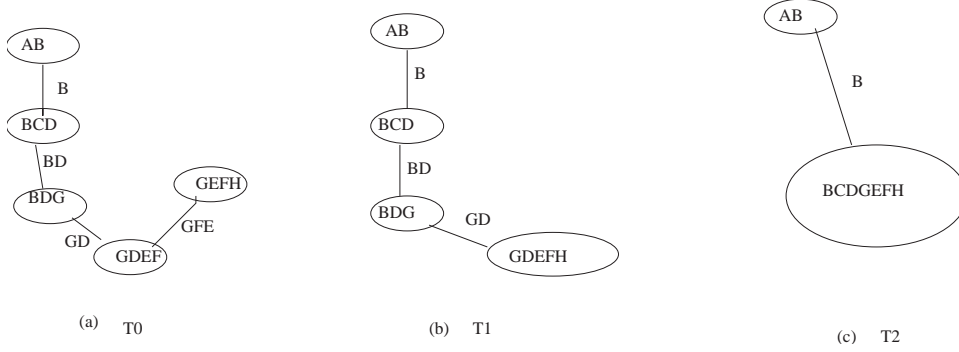 AB
B
BCD
BD
BDG
GD
GDEF
GFE
GEFH
(a) T0
AB
B
BCD
BD
BDG
GD
GDEFH
(b) T1
AB
B
BCDGEFH
(c) T2